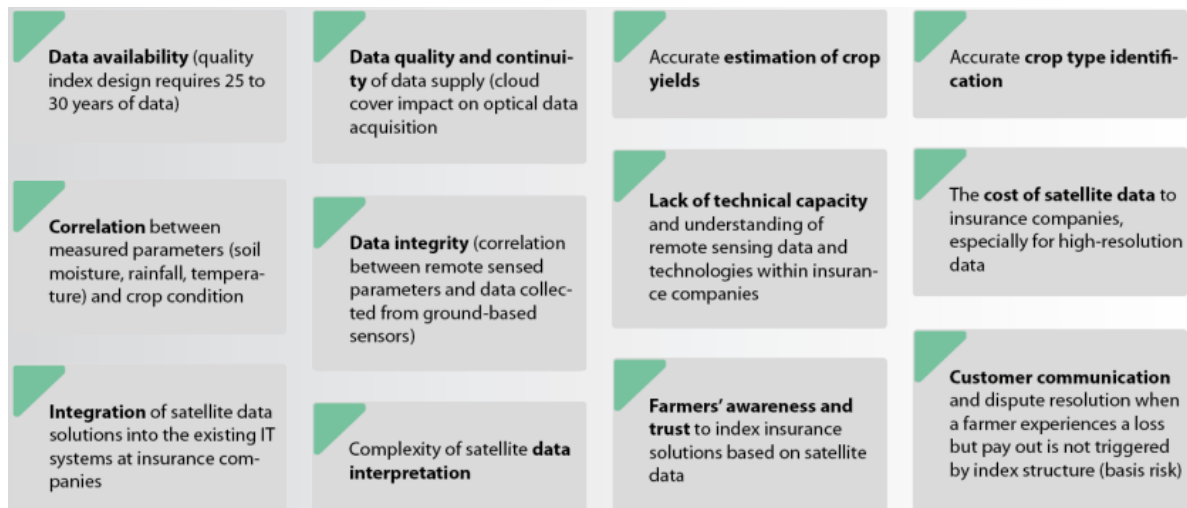 Data availability (quality
index design requires 25 to
30 years of data)
Correlation between
measured parameters (soil
moisture, rainfall, tempera-
ture) and crop condition
Integration of satellite data
solutions into the existing IT
systems at insurance com-
panies
Data quality and continui-
ty of data supply (cloud
cover impact on optical data
acquisition
Data integrity (correlation
between remote sensed
parameters and data collec-
ted from ground-based
sensors)
Complexity of satellite data
interpretation
Accurate estimation of crop
yields
Lack of technical capacity
and understanding of
remote sensing data and
technologies within insuran-
ce companies
Farmers’ awareness and
trust to index insurance
solutions based on satellite
data
Accurate crop type identifi-
cation
The cost of satellite data to
insurance companies,
especially for high-resolution
data
Customer communication
and dispute resolution when
a farmer experiences a loss
but pay out is not triggered
by index structure (basis risk)